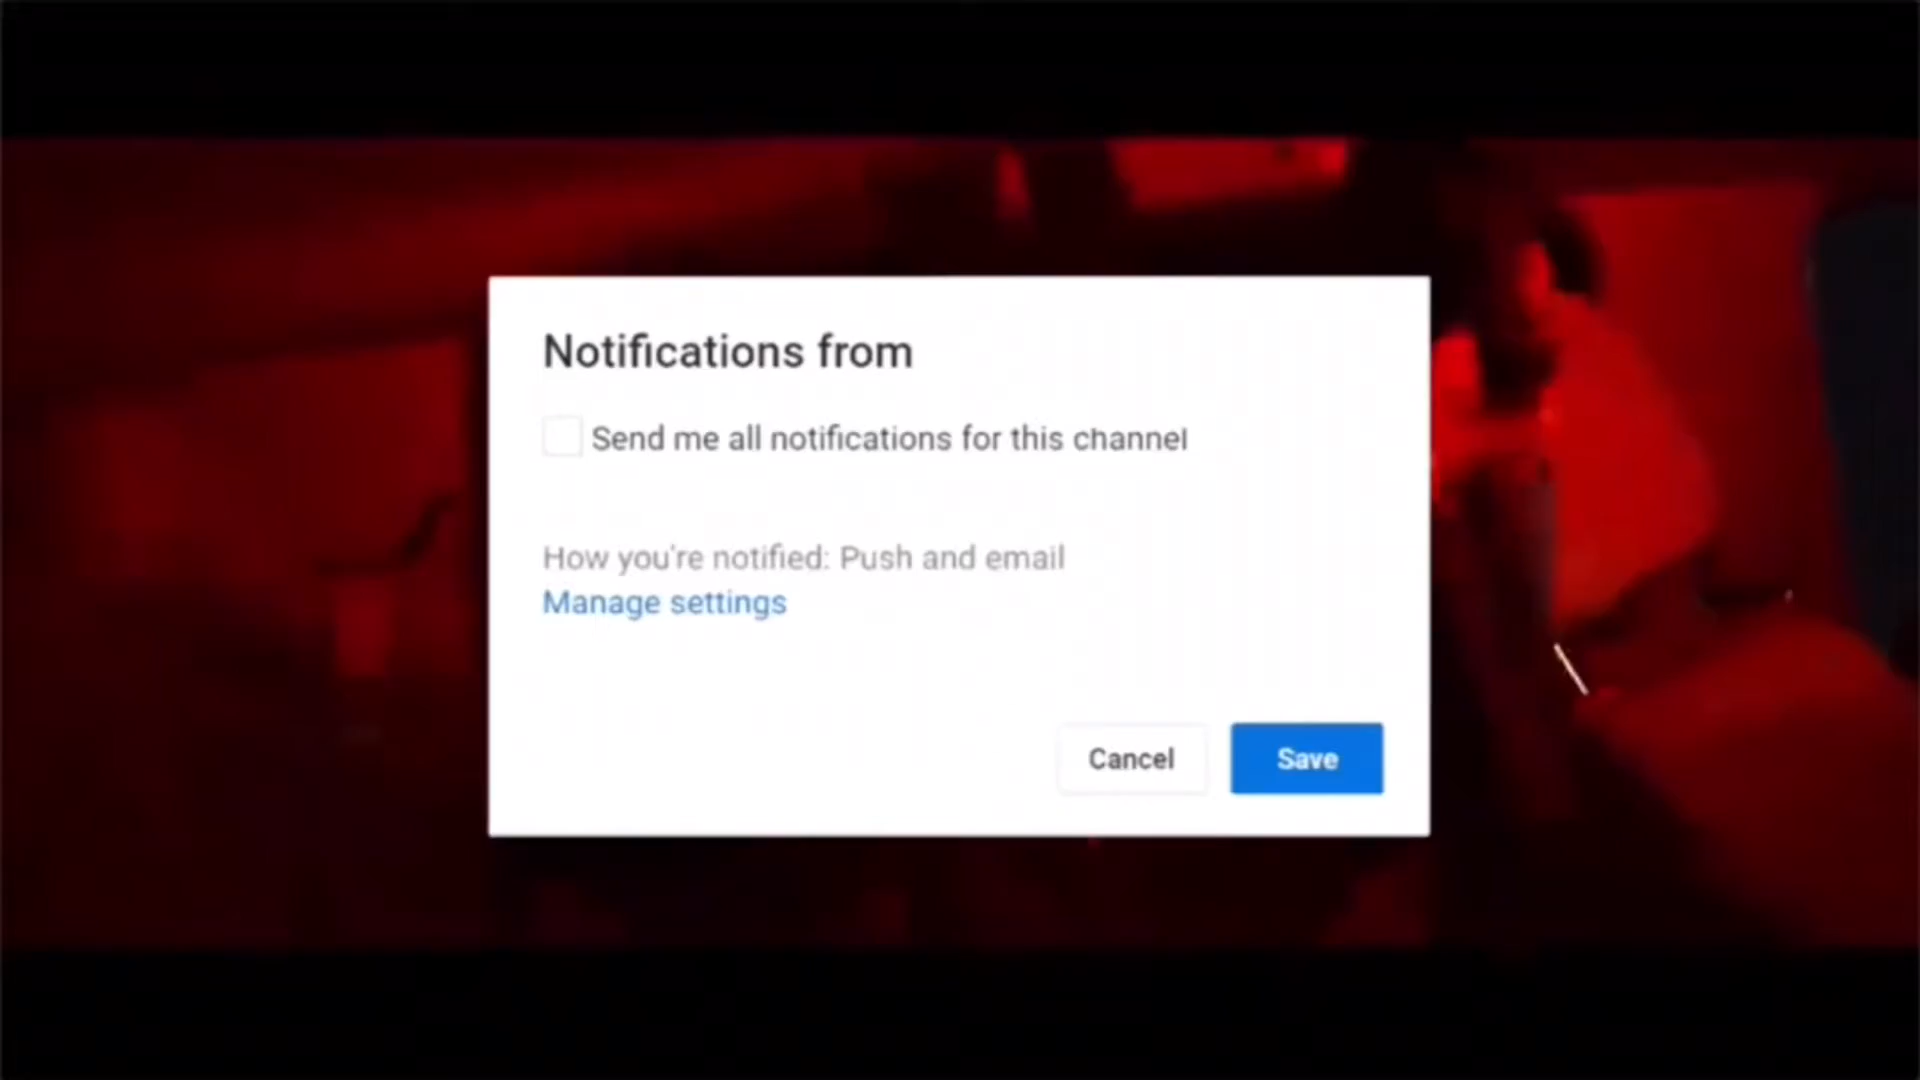 Notifications from
Send me all notifications for this channel
How you're notified: Push and email
Manage settings
Cancel
Save